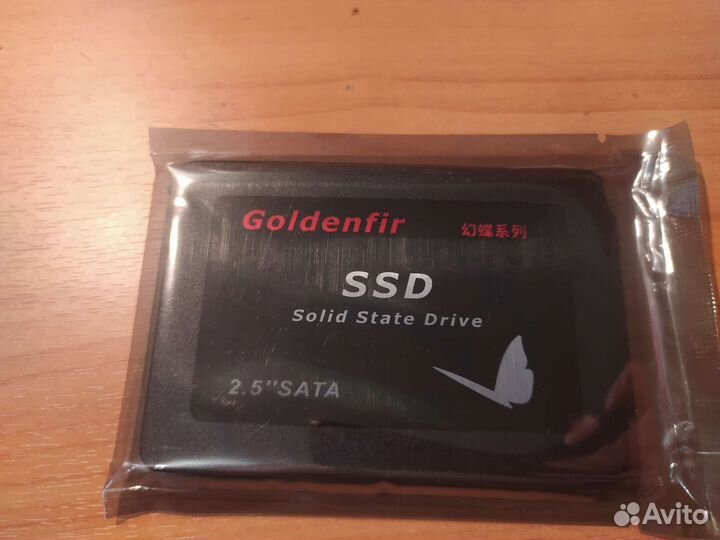 Goldenfir
幻蝶系列
SSD
Solid State Drive
2.5"SATA
Avito